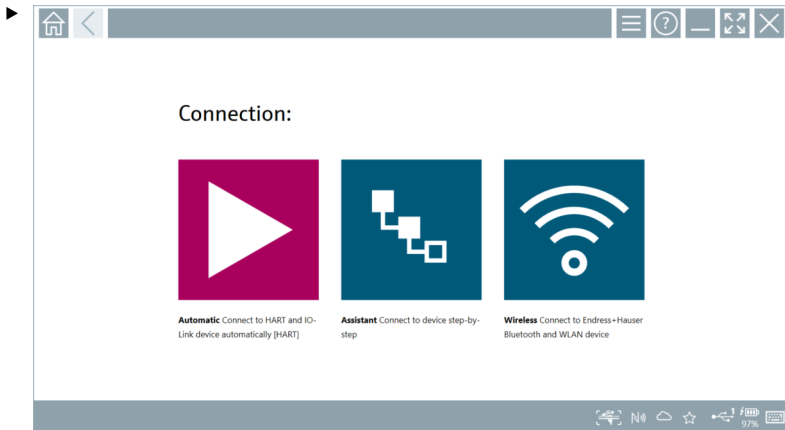 Connection:
Automatic Connect to HART and IO-
Link device automatically [HART]
Assistant Connect to device step-by-
step
Wireless Connect to Endress+Hauser
Bluetooth and WLAN device
1
97%